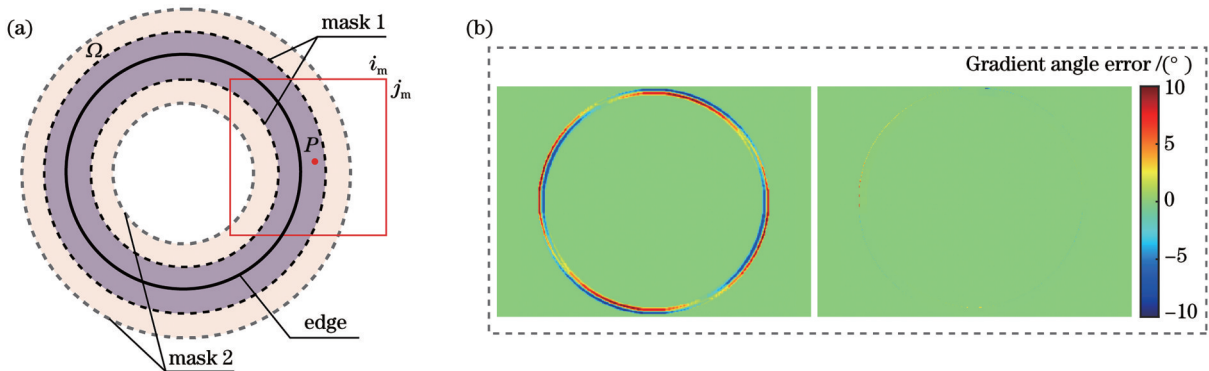 (a)
mask 1
Ω
i_m
j_m
P
edge
mask 2
(b)
Gradient angle error /(°)
10
5
0
−5
−10